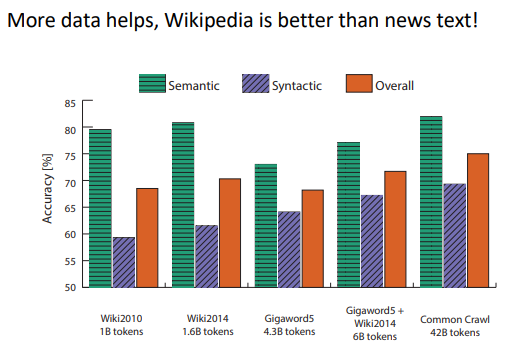 More data helps, Wikipedia is better than news text!
Semantic Syntactic Overall
Accuracy [%]
85
80
75
70
65
60
55
50
Wiki2010
1B tokens
Wiki2014
1.6B tokens
Gigaword5
4.3B tokens
Gigaword5 +
Wiki2014
6B tokens
Common Crawl
42B tokens